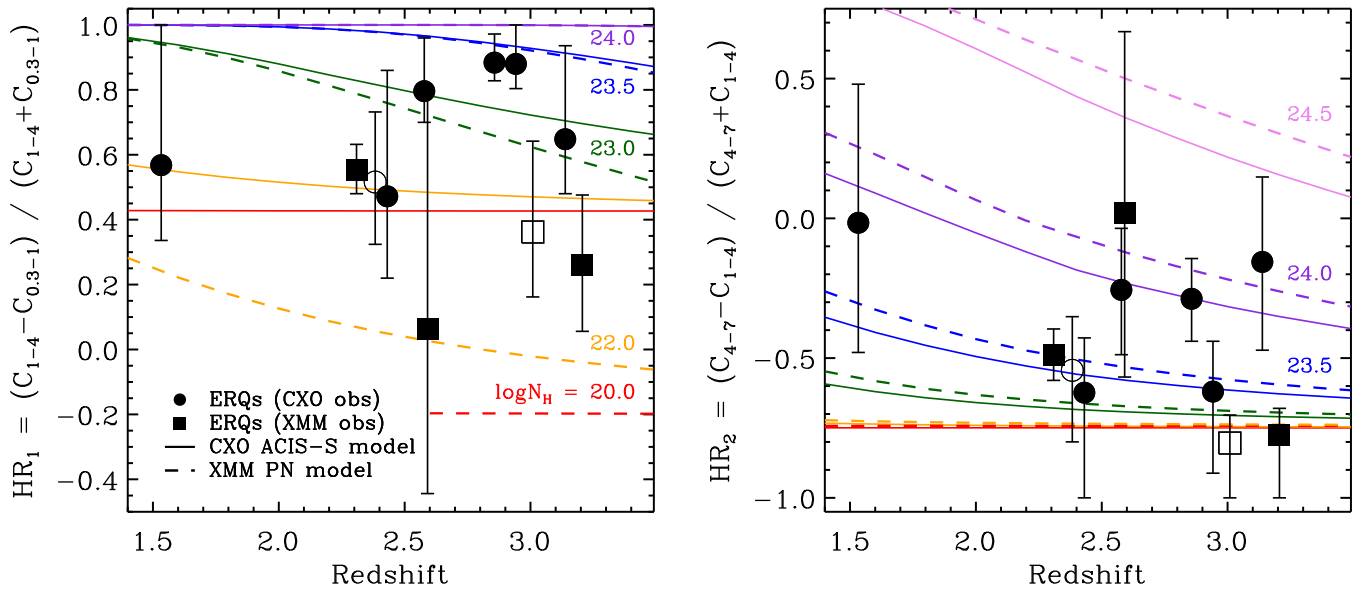 HR₁ = (C₁₋₄−C₀.₃₋₁) / (C₁₋₄+C₀.₃₋₁)
1.0
0.8
0.6
0.4
0.2
0.0
−0.2
−0.4
24.0
23.5
23.0
22.0
logN_H = 20.0
ERQs (CXO obs)
ERQs (XMM obs)
CXO ACIS−S model
XMM PN model
1.5 2.0 2.5 3.0
Redshift
HR₂ = (C₄₋₇−C₁₋₄) / (C₄₋₇+C₁₋₄)
0.5
0.0
−0.5
−1.0
24.5
24.0
23.5
1.5 2.0 2.5 3.0
Redshift